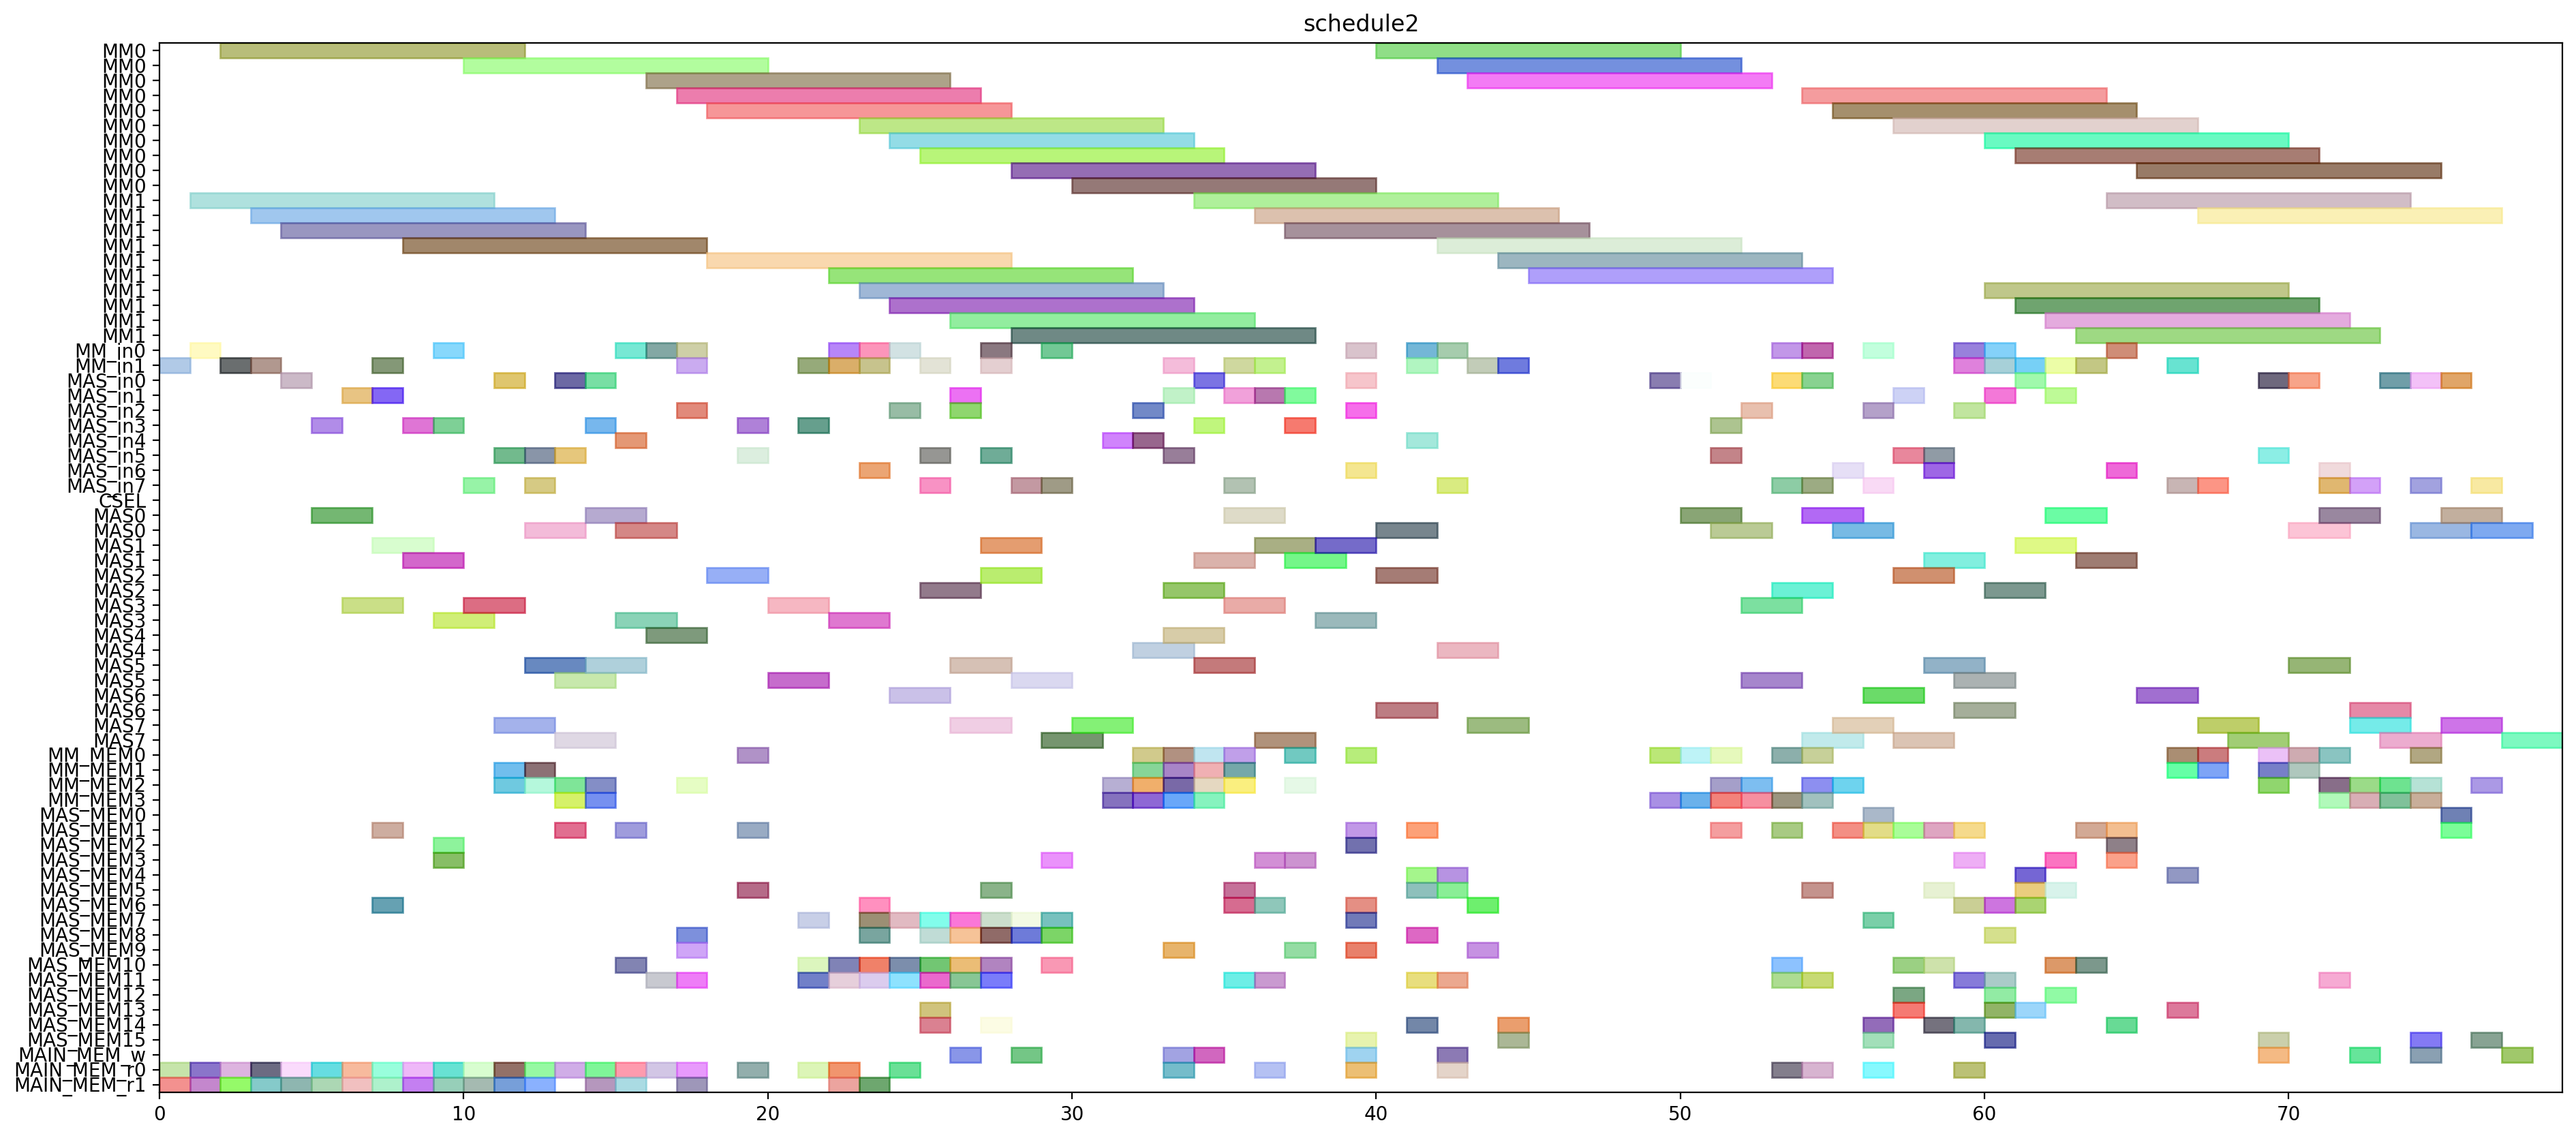 schedule2
MM0
MM0
MM0
MM0
MM0
MM0
MM0
MM0
MM0
MM0
MM1
MM1
MM1
MM1
MM1
MM1
MM1
MM1
MM1
MM1
MM_in0
MM_in1
MAS_in0
MAS_in1
MAS_in2
MAS_in3
MAS_in4
MAS_in5
MAS_in6
MAS_in7
CSEL
MAS0
MAS0
MAS1
MAS1
MAS2
MAS2
MAS3
MAS3
MAS4
MAS4
MAS5
MAS5
MAS6
MAS6
MAS7
MAS7
MM_MEM0
MM_MEM1
MM_MEM2
MM_MEM3
MAS_MEM0
MAS_MEM1
MAS_MEM2
MAS_MEM3
MAS_MEM4
MAS_MEM5
MAS_MEM6
MAS_MEM7
MAS_MEM8
MAS_MEM9
MAS_MEM10
MAS_MEM11
MAS_MEM12
MAS_MEM13
MAS_MEM14
MAS_MEM15
MAIN_MEM_w
MAIN_MEM_r0
MAIN_MEM_r1
0 10 20 30 40 50 60 70